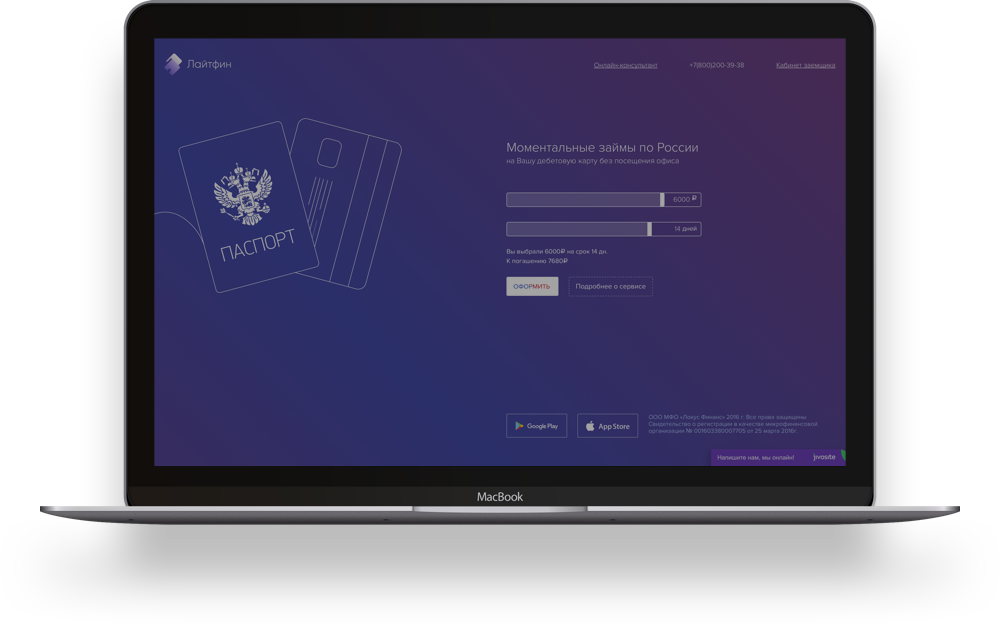 Лайтфин
Онлайн-консультант
+7(800)200-39-38
Кабинет заемщика
ПАСПОРТ
Моментальные займы по России
на Вашу дебетовую карту без посещения офиса
6000 ₽
14 дней
Вы выбрали 6000₽ на срок 14 дн.
К погашению 7680₽
ОФОРМИТЬ
Подробнее о сервисе
Google Play
App Store
ООО МФО «Локус Финанс» 2016 г. Все права защищены
Свидетельство о регистрации в качестве микрофинансовой
организации № 001603360007705 от 25 марта 2016г.
Напишите нам, мы онлайн!
jivosite
MacBook